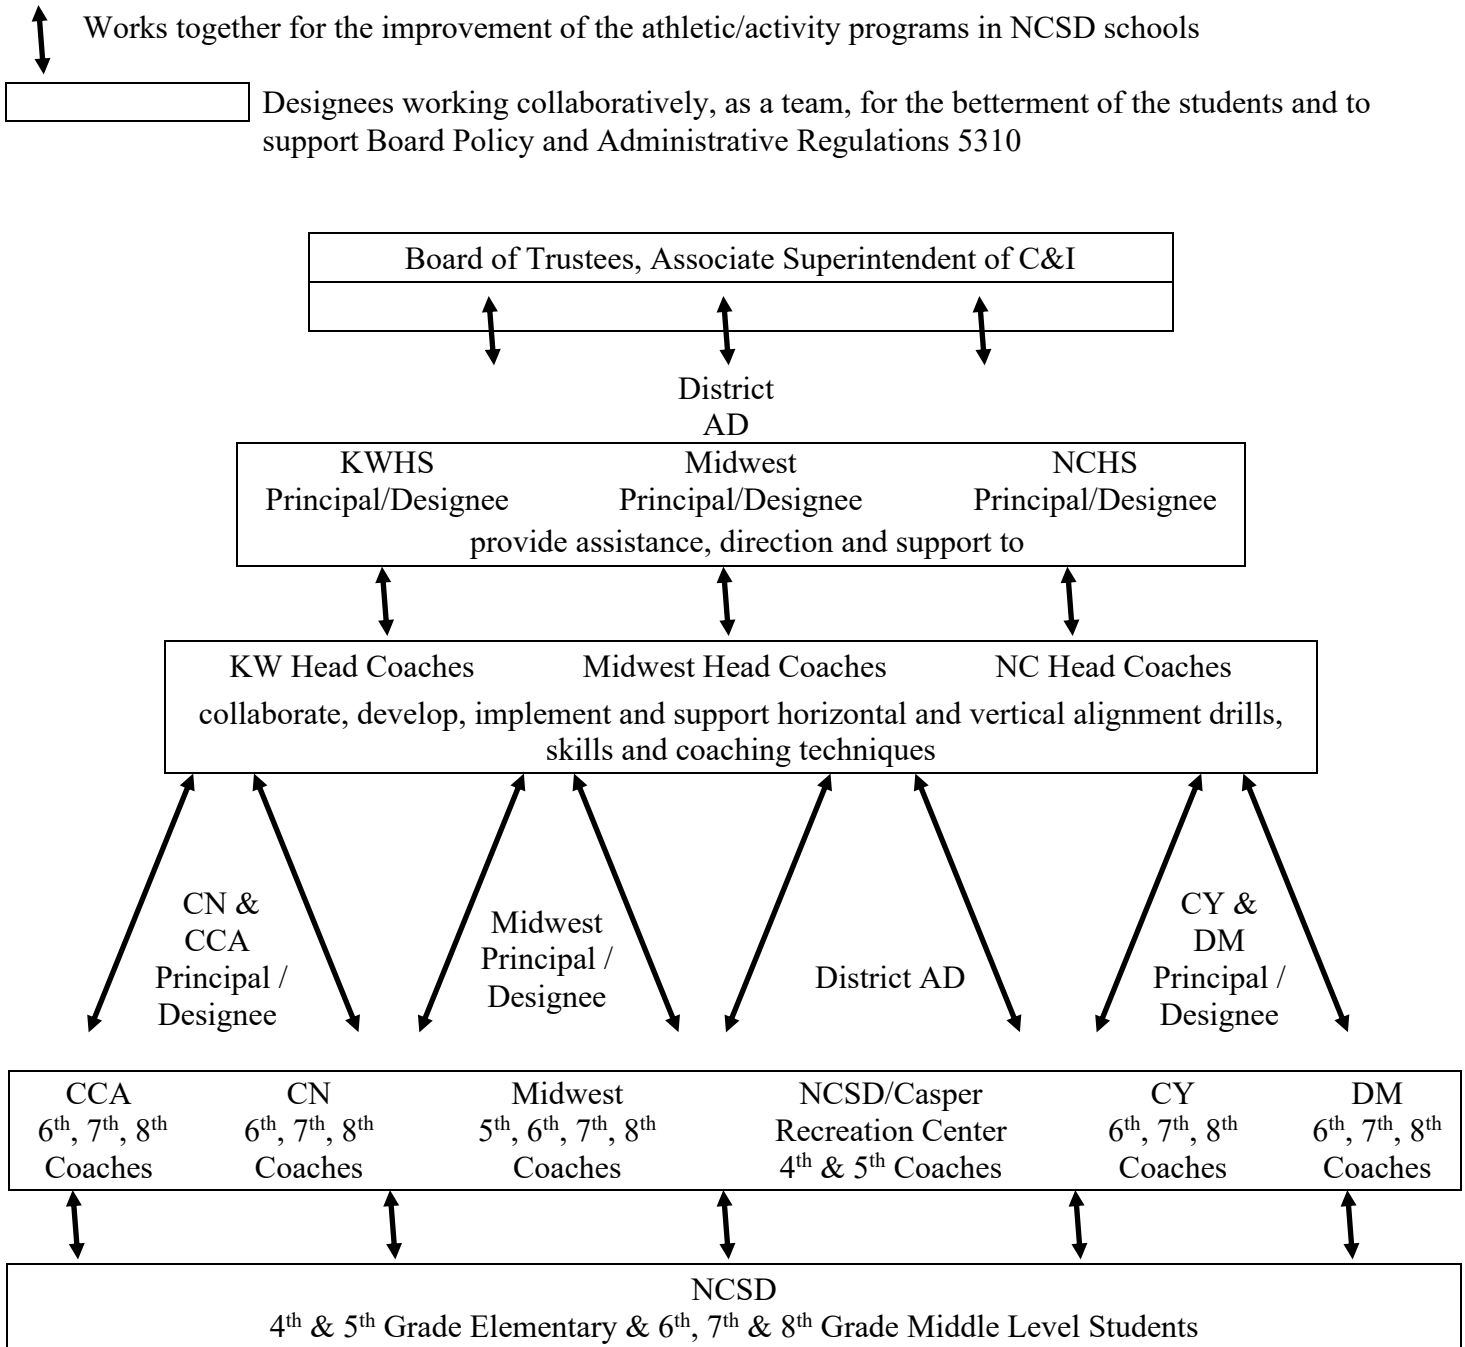 Works together for the improvement of the athletic/activity programs in NCSD schools
Designees working collaboratively, as a team, for the betterment of the students and to
support Board Policy and Administrative Regulations 5310
Board of Trustees, Associate Superintendent of C&I
District
AD
KWHS
Principal/Designee
Midwest
Principal/Designee
NCHS
Principal/Designee
provide assistance, direction and support to
KW Head Coaches
Midwest Head Coaches
NC Head Coaches
collaborate, develop, implement and support horizontal and vertical alignment drills,
skills and coaching techniques
CN &
CCA
Principal /
Designee
Midwest
Principal /
Designee
District AD
CY &
DM
Principal /
Designee
CCA
6th, 7th, 8th
Coaches
CN
6th, 7th, 8th
Coaches
Midwest
5th, 6th, 7th, 8th
Coaches
NCSD/Casper
Recreation Center
4th & 5th Coaches
CY
6th, 7th, 8th
Coaches
DM
6th, 7th, 8th
Coaches
NCSD
4th & 5th Grade Elementary & 6th, 7th & 8th Grade Middle Level Students